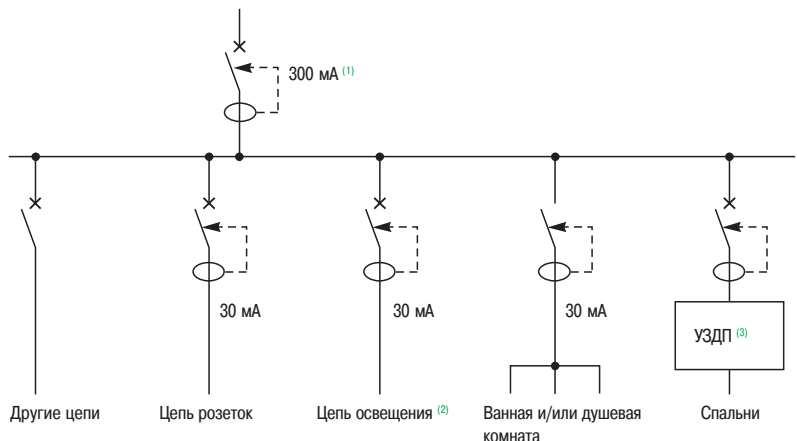 300 мА (1)
30 мА
30 мА
30 мА
УЗДП (3)
Другие цепи
Цепь розеток
Цепь освещения (2)
Ванная и/или душевая
комната
Спальни